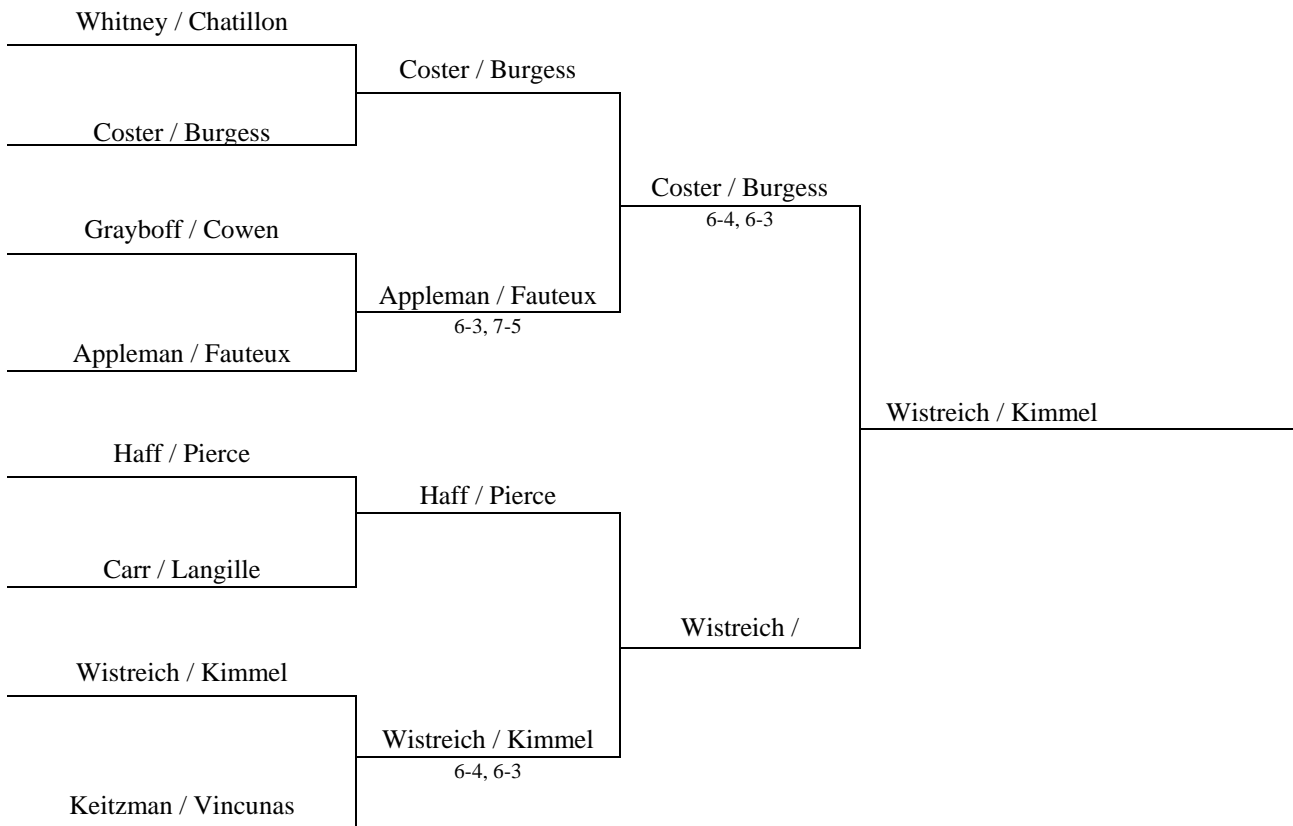 Whitney / Chatillon
Coster / Burgess
Coster / Burgess
Coster / Burgess
6-4, 6-3
Grayboff / Cowen
Appleman / Fauteux
6-3, 7-5
Appleman / Fauteux
Wistreich / Kimmel
Haff / Pierce
Haff / Pierce
Carr / Langille
Wistreich /
Wistreich / Kimmel
Wistreich / Kimmel
6-4, 6-3
Keitzman / Vincunas